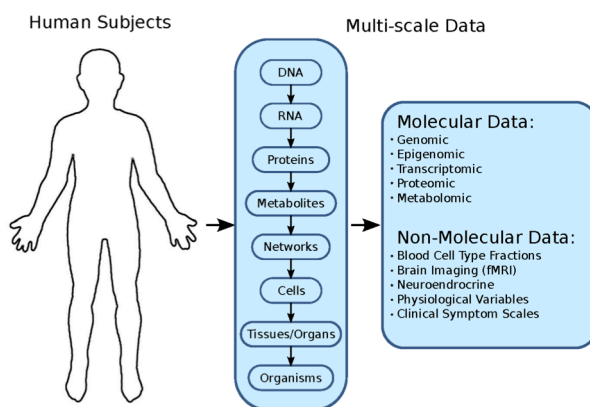 Human Subjects
Multi-scale Data
DNA
RNA
Proteins
Metabolites
Networks
Cells
Tissues/Organs
Organisms
Molecular Data:
· Genomic
· Epigenomic
· Transcriptomic
· Proteomic
· Metabolomic
Non-Molecular Data:
· Blood Cell Type Fractions
· Brain Imaging (fMRI)
· Neuroendrocrine
· Physiological Variables
· Clinical Symptom Scales